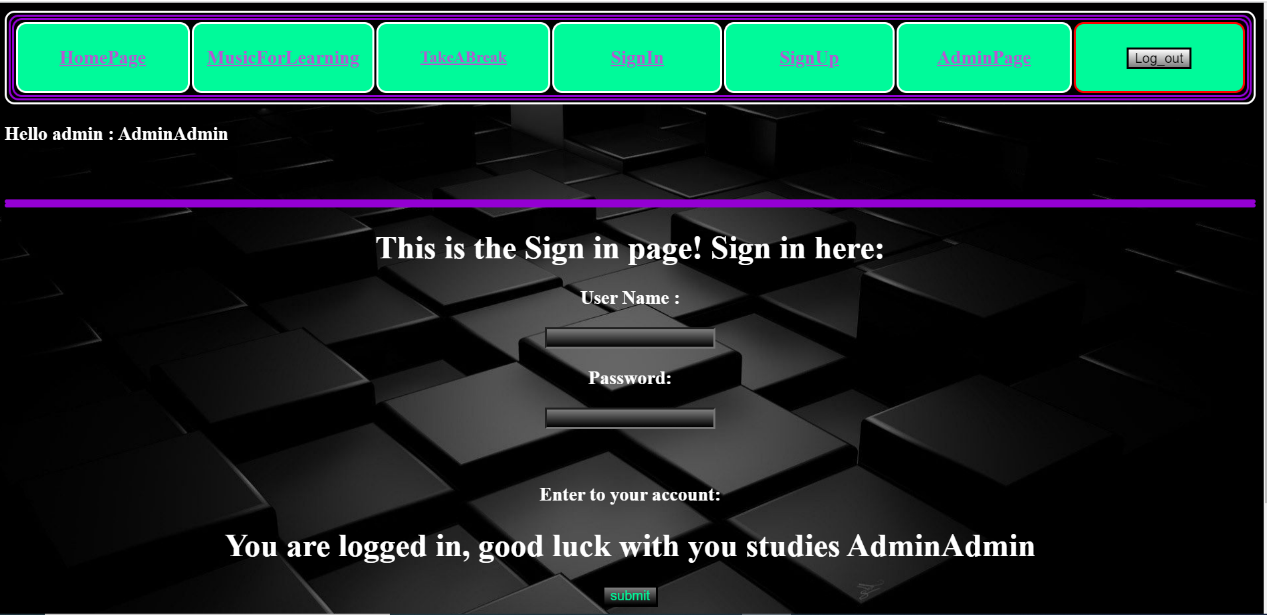 HomePage MusicForLearning TakeABreak SignIn SignUp AdminPage Log_out
Hello admin : AdminAdmin
This is the Sign in page! Sign in here:
User Name :
Password:
Enter to your account:
You are logged in, good luck with you studies AdminAdmin
submit